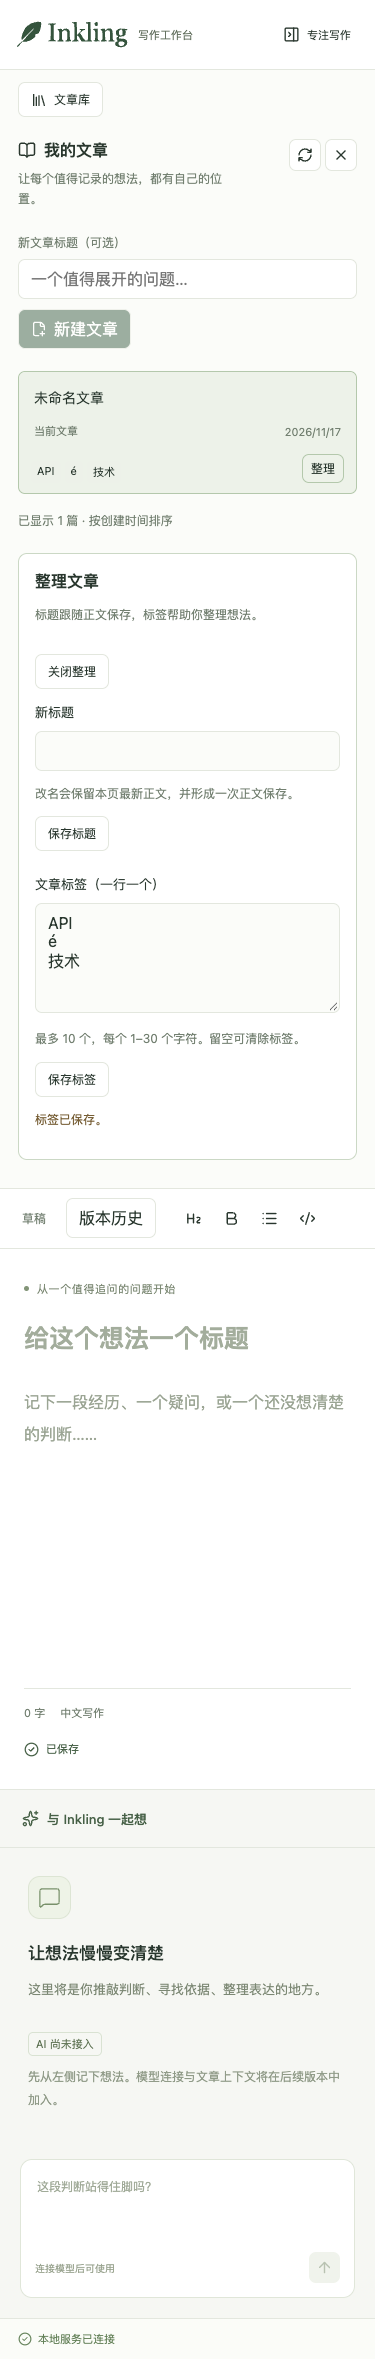 Inkling 写作工作台 专注写作
文章库
我的文章
让每个值得记录的想法，都有自己的位
置。
新文章标题（可选）
一个值得展开的问题...
新建文章
未命名文章
当前文章 2026/11/17
API é 技术 整理
已显示 1 篇 · 按创建时间排序
整理文章
标题跟随正文保存，标签帮助你整理想法。
关闭整理
新标题
改名会保留本页最新正文，并形成一次正文保存。
保存标题
文章标签（一行一个）
API
é
技术
最多 10 个，每个 1–30 个字符。留空可清除标签。
保存标签
标签已保存。
草稿 版本历史 H₂ B
从一个值得追问的问题开始
给这个想法一个标题
记下一段经历、一个疑问，或一个还没想清楚
的判断……
0 字 中文写作
已保存
与 Inkling 一起想
让想法慢慢变清楚
这里将是你推敲判断、寻找依据、整理表达的地方。
AI 尚未接入
先从左侧记下想法。模型连接与文章上下文将在后续版本中
加入。
这段判断站得住脚吗？
连接模型后可使用
本地服务已连接